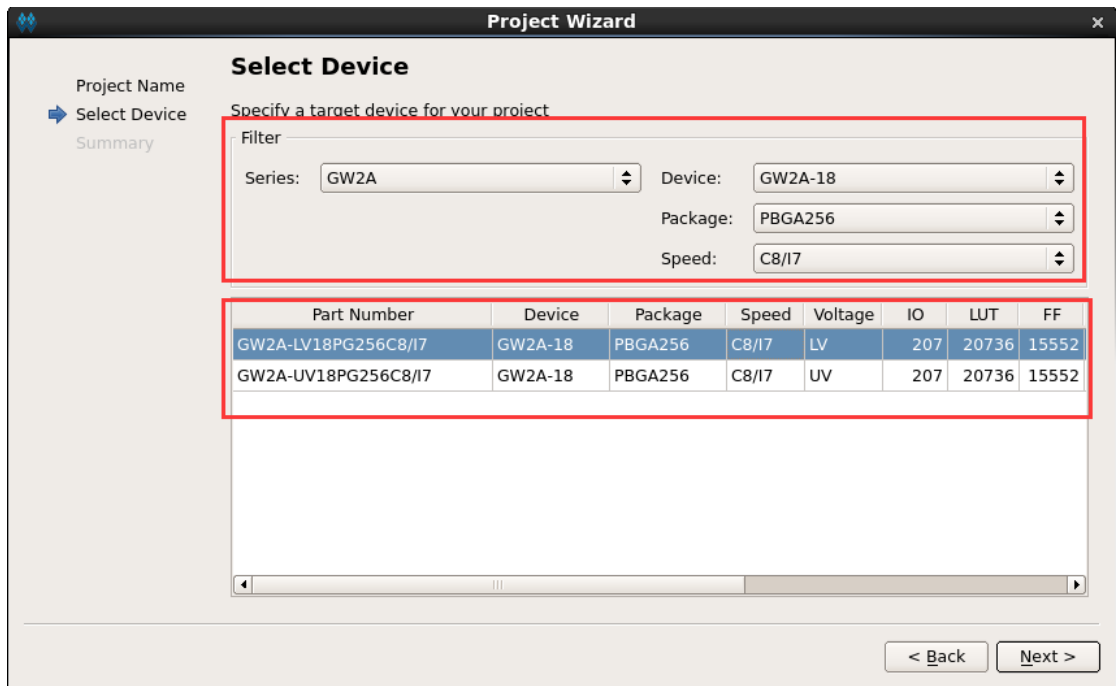 Project Wizard
Project Name
Select Device
Summary
Select Device
Specify a target device for your project
Filter
Series: GW2A Device: GW2A-18
Package: PBGA256
Speed: C8/I7
Part Number Device Package Speed Voltage IO LUT FF
GW2A-LV18PG256C8/I7 GW2A-18 PBGA256 C8/I7 LV 207 20736 15552
GW2A-UV18PG256C8/I7 GW2A-18 PBGA256 C8/I7 UV 207 20736 15552
< Back Next >